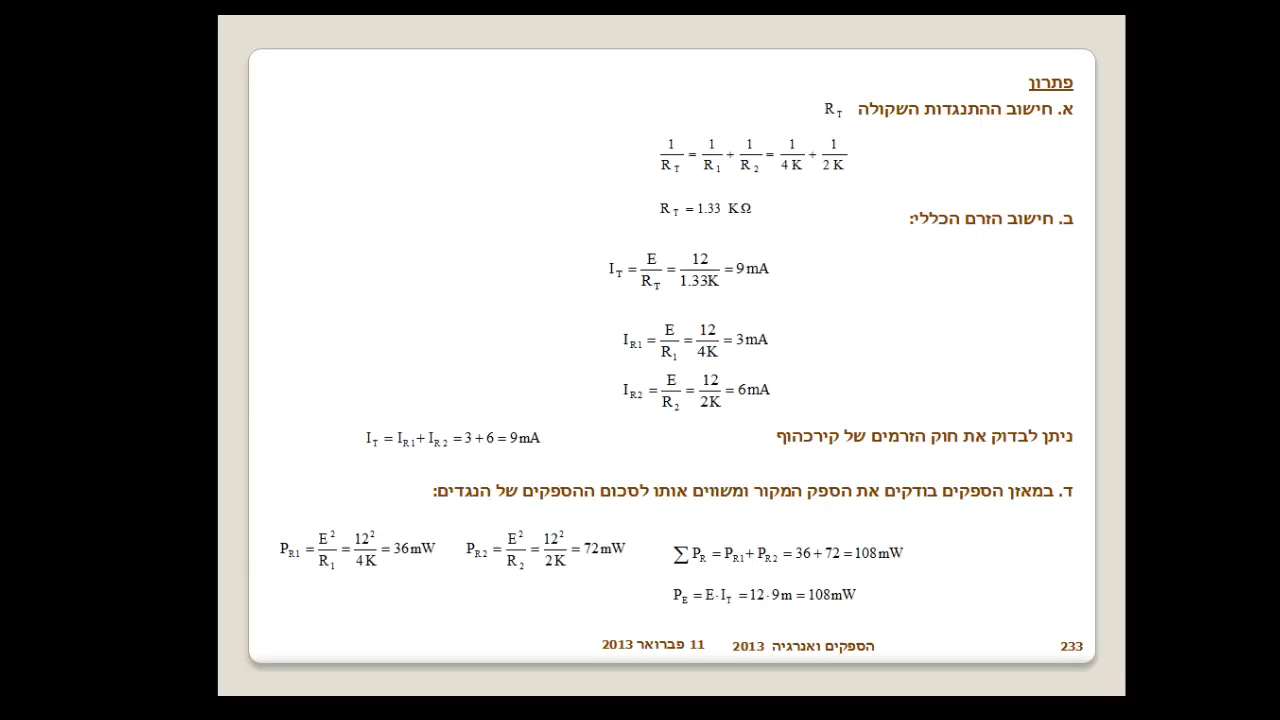 פתרון
א. חישוב ההתנגדות השקולה R_T
1/R_T = 1/R_1 + 1/R_2 = 1/4K + 1/2K
R_T = 1.33 KΩ
ב. חישוב הזרם הכללי:
I_T = E/R_T = 12/1.33K = 9mA
I_R1 = E/R_1 = 12/4K = 3mA
I_R2 = E/R_2 = 12/2K = 6mA
ניתן לבדוק את חוק הזרמים של קירכהוף I_T = I_R1 + I_R2 = 3 + 6 = 9mA
ד. במאזן הספקים בודקים את הספק המקור ומשווים אותו לסכום ההספקים של הנגדים:
P_R1 = E²/R_1 = 12²/4K = 36mW P_R2 = E²/R_2 = 12²/2K = 72mW ∑P_R = P_R1 + P_R2 = 36 + 72 = 108mW
P_E = E·I_T = 12·9m = 108mW
233 הספקים ואנרגיה 2013 11 פברואר 2013